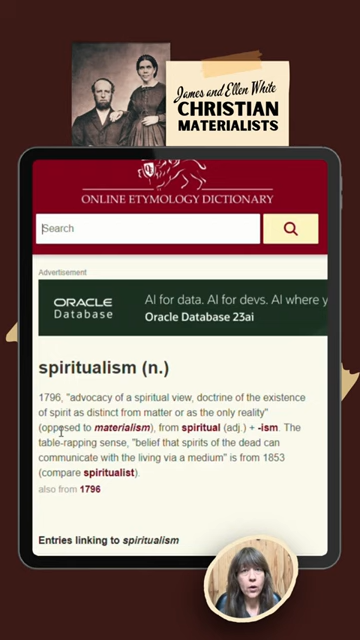 James and Ellen White
CHRISTIAN
MATERIALISTS
ONLINE ETYMOLOGY DICTIONARY
Search
Advertisement
ORACLE
Database
AI for data. AI for devs. AI where y
Oracle Database 23ai
spiritualism (n.)
1796, "advocacy of a spiritual view, doctrine of the existence
of spirit as distinct from matter or as the only reality"
(opposed to materialism), from spiritual (adj.) + -ism. The
table-rapping sense, "belief that spirits of the dead can
communicate with the living via a medium" is from 1853
(compare spiritualist).
also from 1796
Entries linking to spiritualism